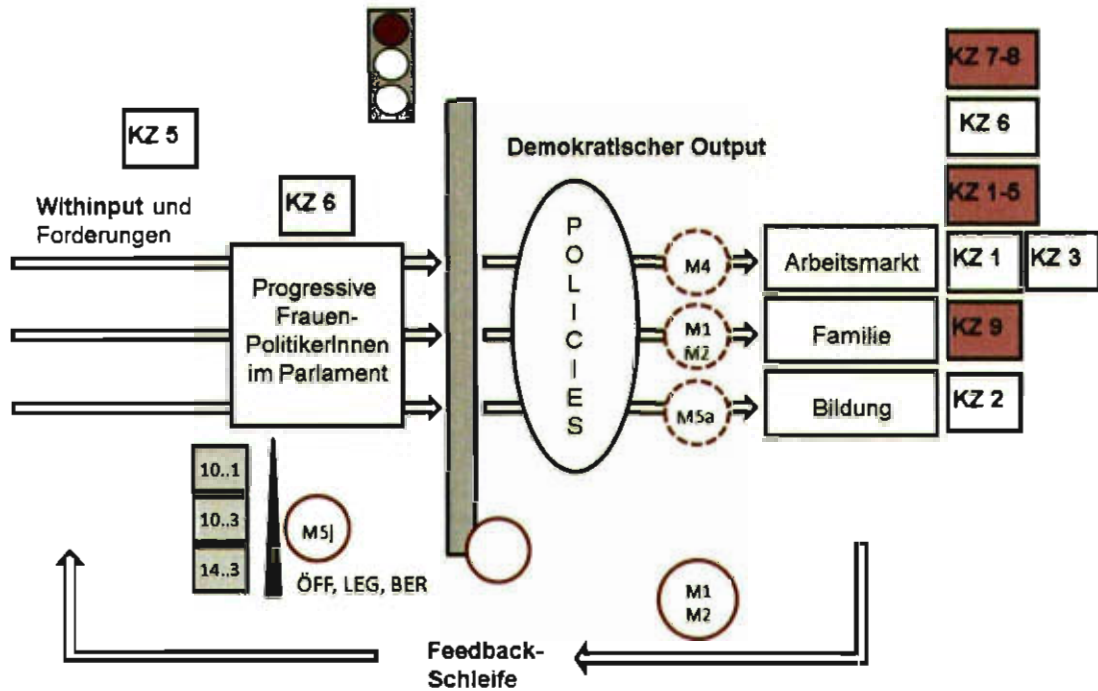 KZ 7-8
KZ 5
KZ 6
Demokratischer Output
KZ 6
KZ 1-5
Withinput und
Forderungen
Progressive
Frauen-
PolitikerInnen
im Parlament
POLICIES
M4
Arbeitsmarkt
KZ 1
KZ 3
M1
M2
Familie
KZ 9
M5a
Bildung
KZ 2
10..1
10..3
14..3
M5j
ÖFF, LEG, BER
M1
M2
Feedback-
Schleife